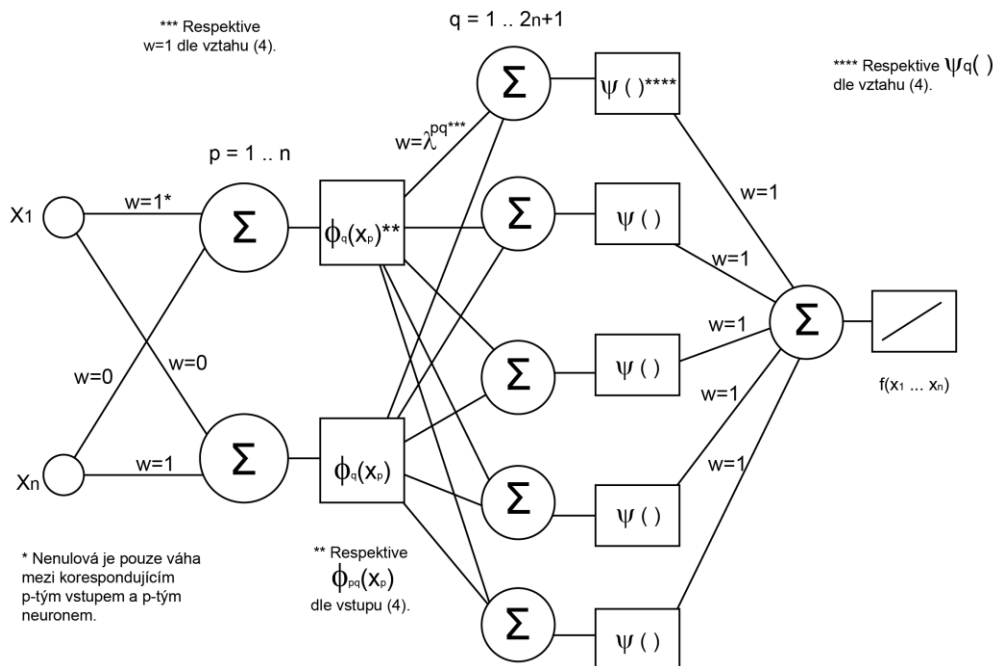 *** Respektive
w=1 dle vztahu (4).
q = 1 .. 2n+1
**** Respektive ψq( )
dle vztahu (4).
Σ
ψ ( )****
w=λ^pq***
p = 1 .. n
w=1
X1
w=1*
Σ
ϕq(xp)**
Σ
ψ ( )
w=1
w=0
w=0
Σ
ψ ( )
w=1
Σ
f(x1 ... xn)
w=1
Xn
w=1
Σ
ϕq(xp)
Σ
ψ ( )
w=1
* Nenulová je pouze váha
mezi korespondujícím
p-tým vstupem a p-tým
neuronem.
** Respektive
ϕpq(xp)
dle vstupu (4).
Σ
ψ ( )